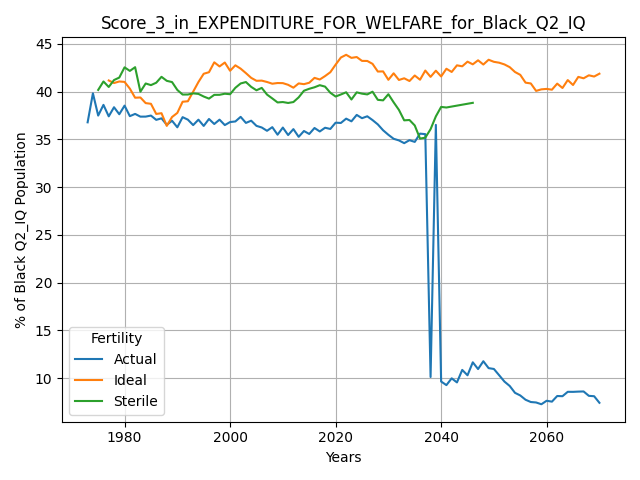 Score_3_in_EXPENDITURE_FOR_WELFARE_for_Black_Q2_IQ
% of Black Q2_IQ Population
45
40
35
30
25
20
15
10
Fertility
Actual
Ideal
Sterile
1980 2000 2020 2040 2060
Years